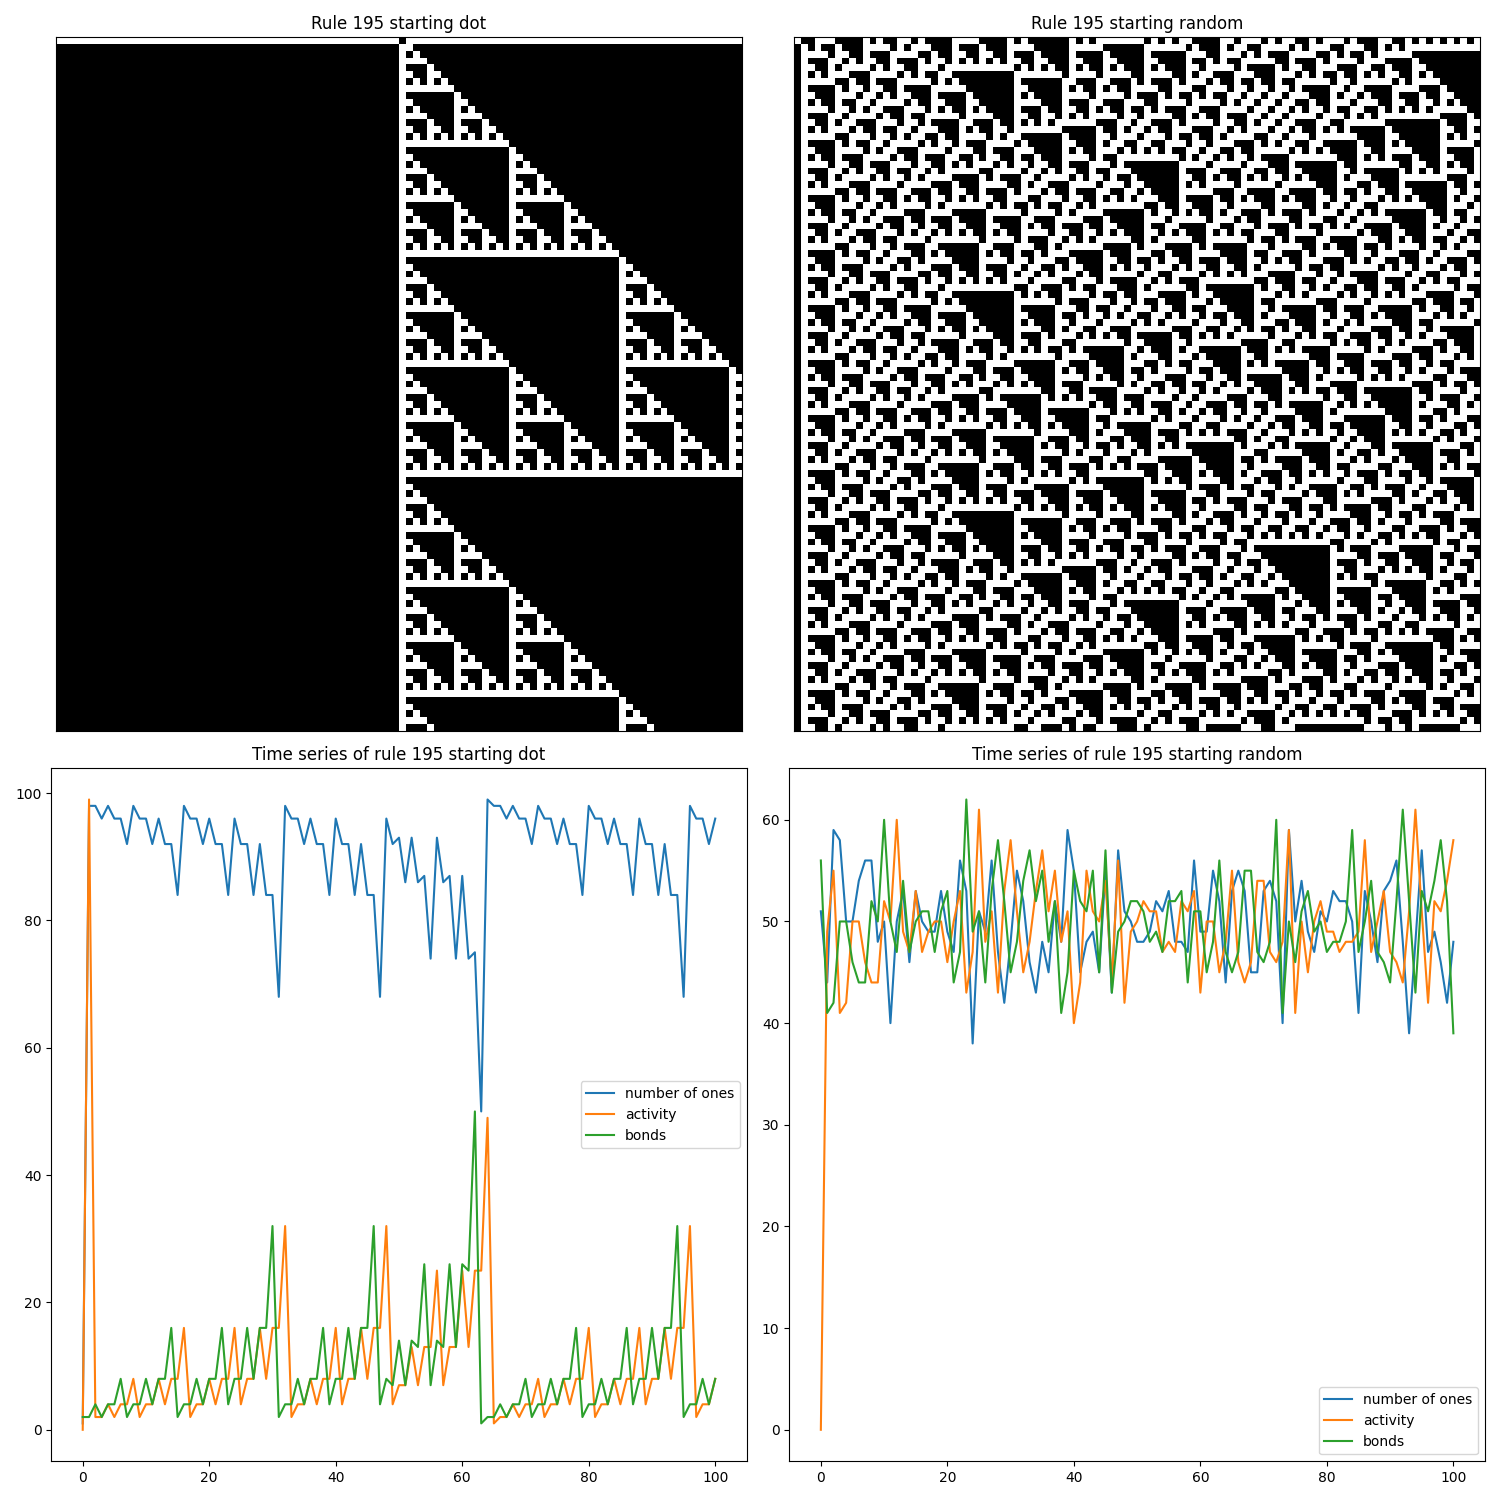 Rule 195 starting dot
Rule 195 starting random
Time series of rule 195 starting dot
100
80
60
40
20
0
number of ones
activity
bonds
0 20 40 60 80 100
Time series of rule 195 starting random
60
50
40
30
20
10
0
number of ones
activity
bonds
0 20 40 60 80 100